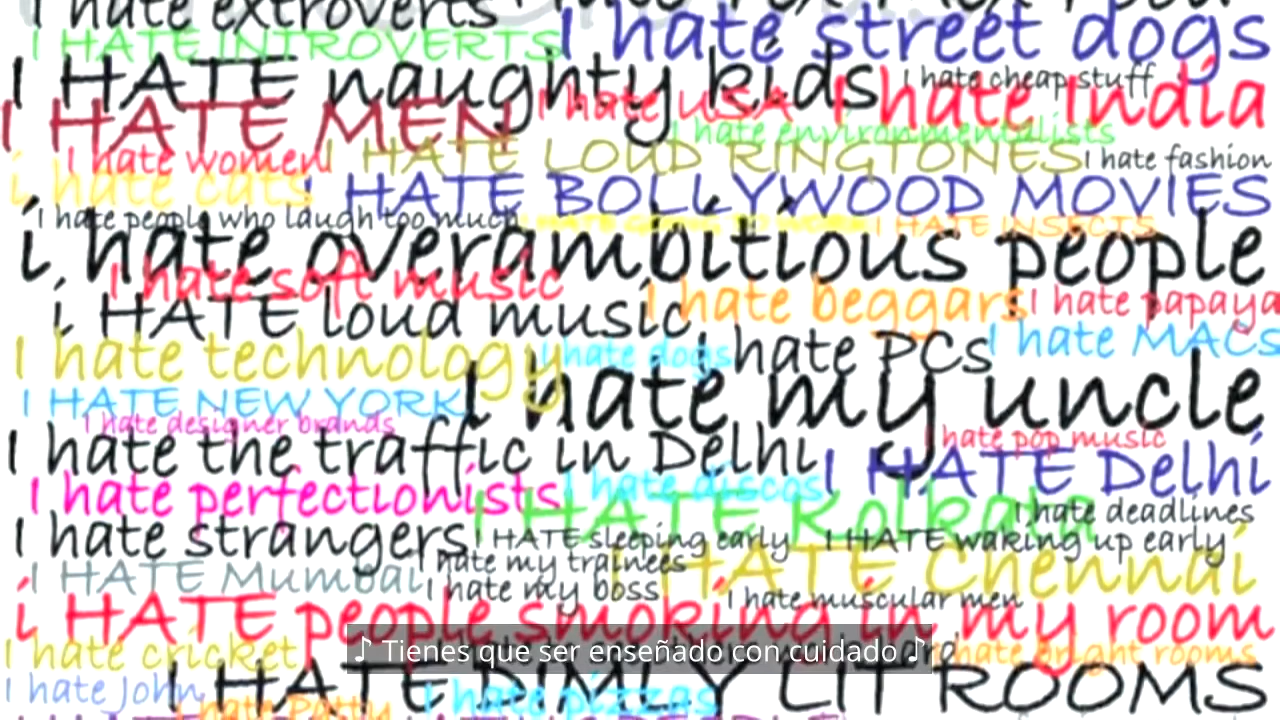 I hate extroverts
I HATE INTROVERTS
I hate street dogs
I HATE naughty kids
I hate cheap stuff
I HATE MEN
I hate USA
I hate India
I hate environmentalists
I hate women
I HATE LOUD RINGTONES
I hate fashion
i hate cats
I HATE BOLLYWOOD MOVIES
I hate people who laugh too much
I HATE GOING TO WORK
I HATE INSECTS
i hate overambitious people
I hate soft music
I hate beggars
I hate papaya
i HATE loud music
I hate PCs
I hate MACs
I hate technology
I hate dogs
I hate my uncle
I HATE NEW YORK
I hate designer brands
I hate pop music
I hate the traffic in Delhi
I HATE Delhi
I hate perfectionists
I hate discos
I HATE Kolkata
I hate deadlines
I hate strangers
I HATE sleeping early
I HATE waking up early
I hate my trainees
I HATE Chennai
I HATE Mumbai
I hate my boss
I hate muscular men
i HATE people smoking in my room
♪ Tienes que ser enseñado con cuidado ♪
I hate cricket
hate bright rooms
I hate John
I HATE DIMLY LIT ROOMS
I hate Patty
I hate pizzas